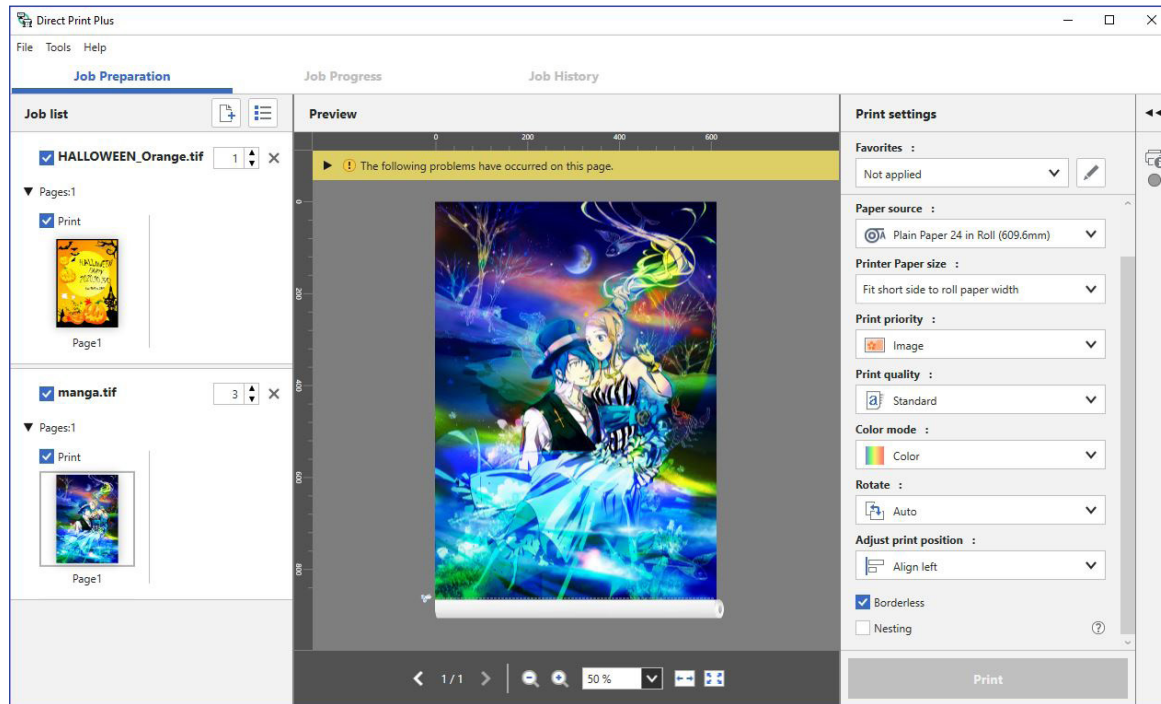 Direct Print Plus
File Tools Help
Job Preparation Job Progress Job History
Job list
HALLOWEEN_Orange.tif 1
Pages:1
Print
HALLOWEEN
PARTY
Page1
manga.tif 3
Pages:1
Print
Page1
Preview
0 200 400 600
The following problems have occurred on this page.
0
200
400
600
800
1/1 50 %
Print settings
Favorites :
Not applied
Paper source :
Plain Paper 24 in Roll (609.6mm)
Printer Paper size :
Fit short side to roll paper width
Print priority :
Image
Print quality :
Standard
Color mode :
Color
Rotate :
Auto
Adjust print position :
Align left
Borderless
Nesting
Print